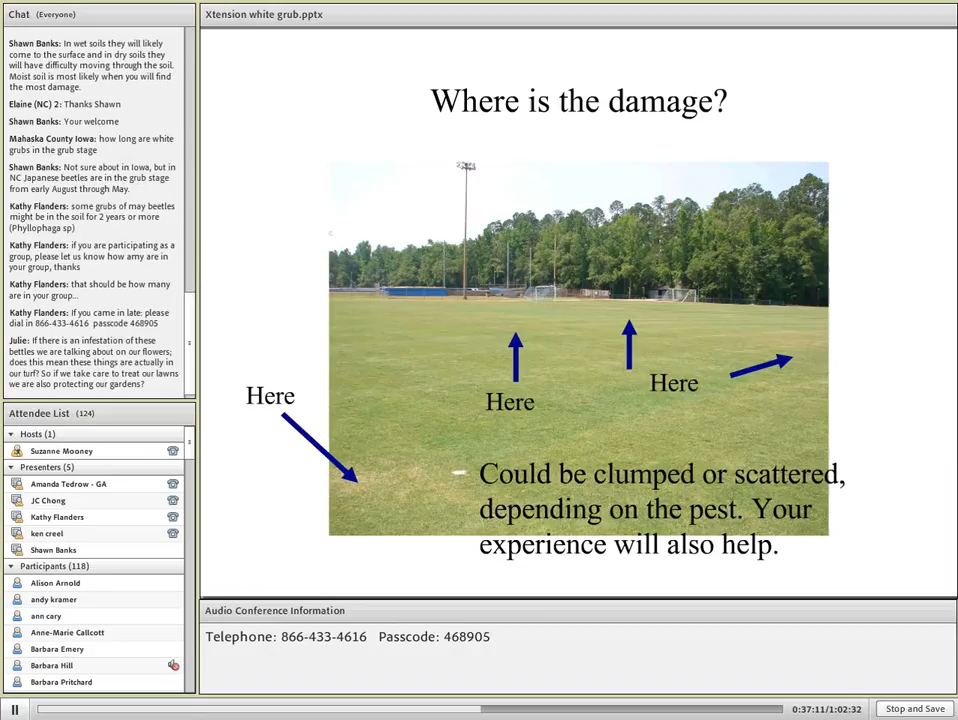 Chat (Everyone)
Shawn Banks: In wet soils they will likely
come to the surface and in dry soils they
will have difficulty moving through the soil.
Moist soil is most likely when you will find
the most damage.
Elaine (NC) 2: Thanks Shawn
Shawn Banks: Your welcome
Mahaska County Iowa: how long are white
grubs in the grub stage
Shawn Banks: Not sure about in Iowa, but in
NC Japanese beetles are in the grub stage
from early August through May.
Kathy Flanders: some grubs of may beetles
might be in the soil for 2 years or more
(Phyllophaga sp)
Kathy Flanders: if you are participating as a
group, please let us know how amy are in
your group, thanks
Kathy Flanders: that should be how many
are in your group...
Kathy Flanders: If you came in late: please
dial in 866-433-4616 passcode 468905
Julie: If there is an infestation of these
bettles we are talking about on our flowers;
does this mean these things are actually in
our turf? So if we take care to treat our lawns
we are also protecting our gardens?
Attendee List (124)
Hosts (1)
Suzanne Mooney
Presenters (5)
Amanda Tedrow - GA
JC Chong
Kathy Flanders
ken creel
Shawn Banks
Participants (118)
Alison Arnold
andy kramer
ann cary
Anne-Marie Callcott
Barbara Emery
Barbara Hill
Barbara Pritchard
Xtension white grub.pptx
Where is the damage?
Here
Here
Here
Could be clumped or scattered,
depending on the pest. Your
experience will also help.
Audio Conference Information
Telephone: 866-433-4616 Passcode: 468905
0:37:11/1:02:32
Stop and Save